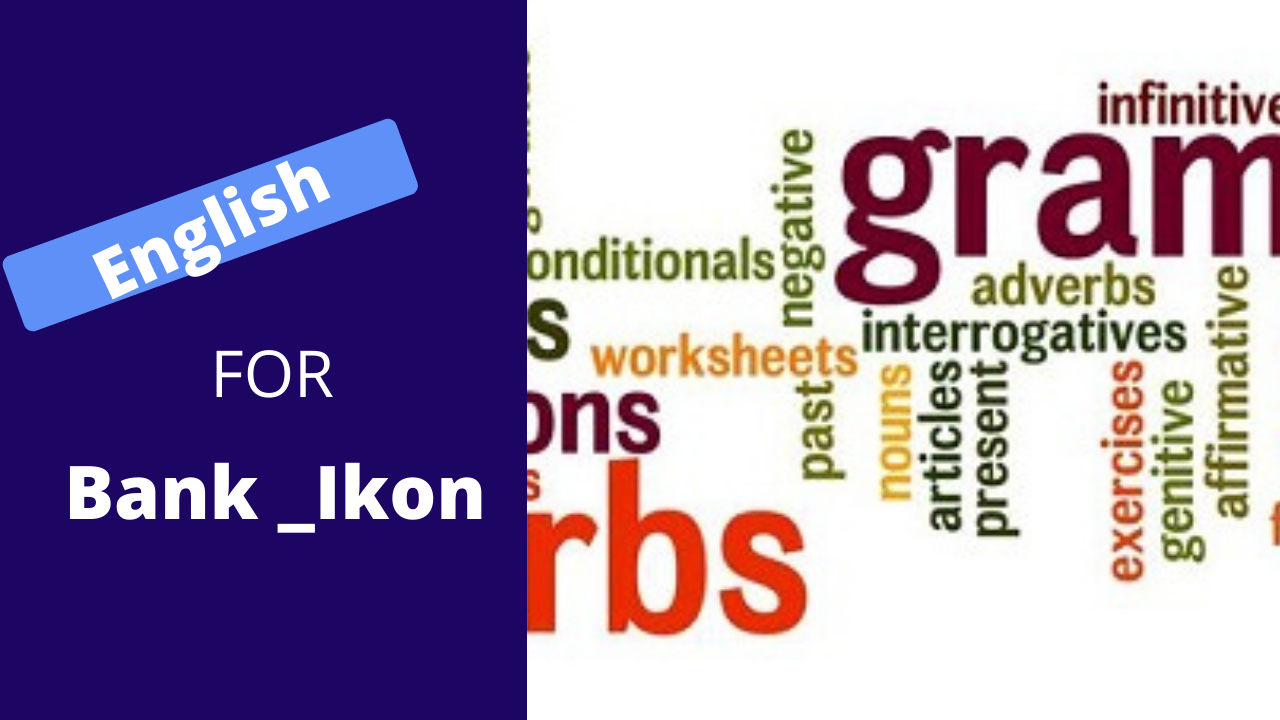 English
FOR
Bank _Ikon
infinitive
gram
negative
onditionals
adverbs
interrogatives
s
worksheets
past
nouns
articles
present
exercises
genitive
affirmative
ons
s
rbs